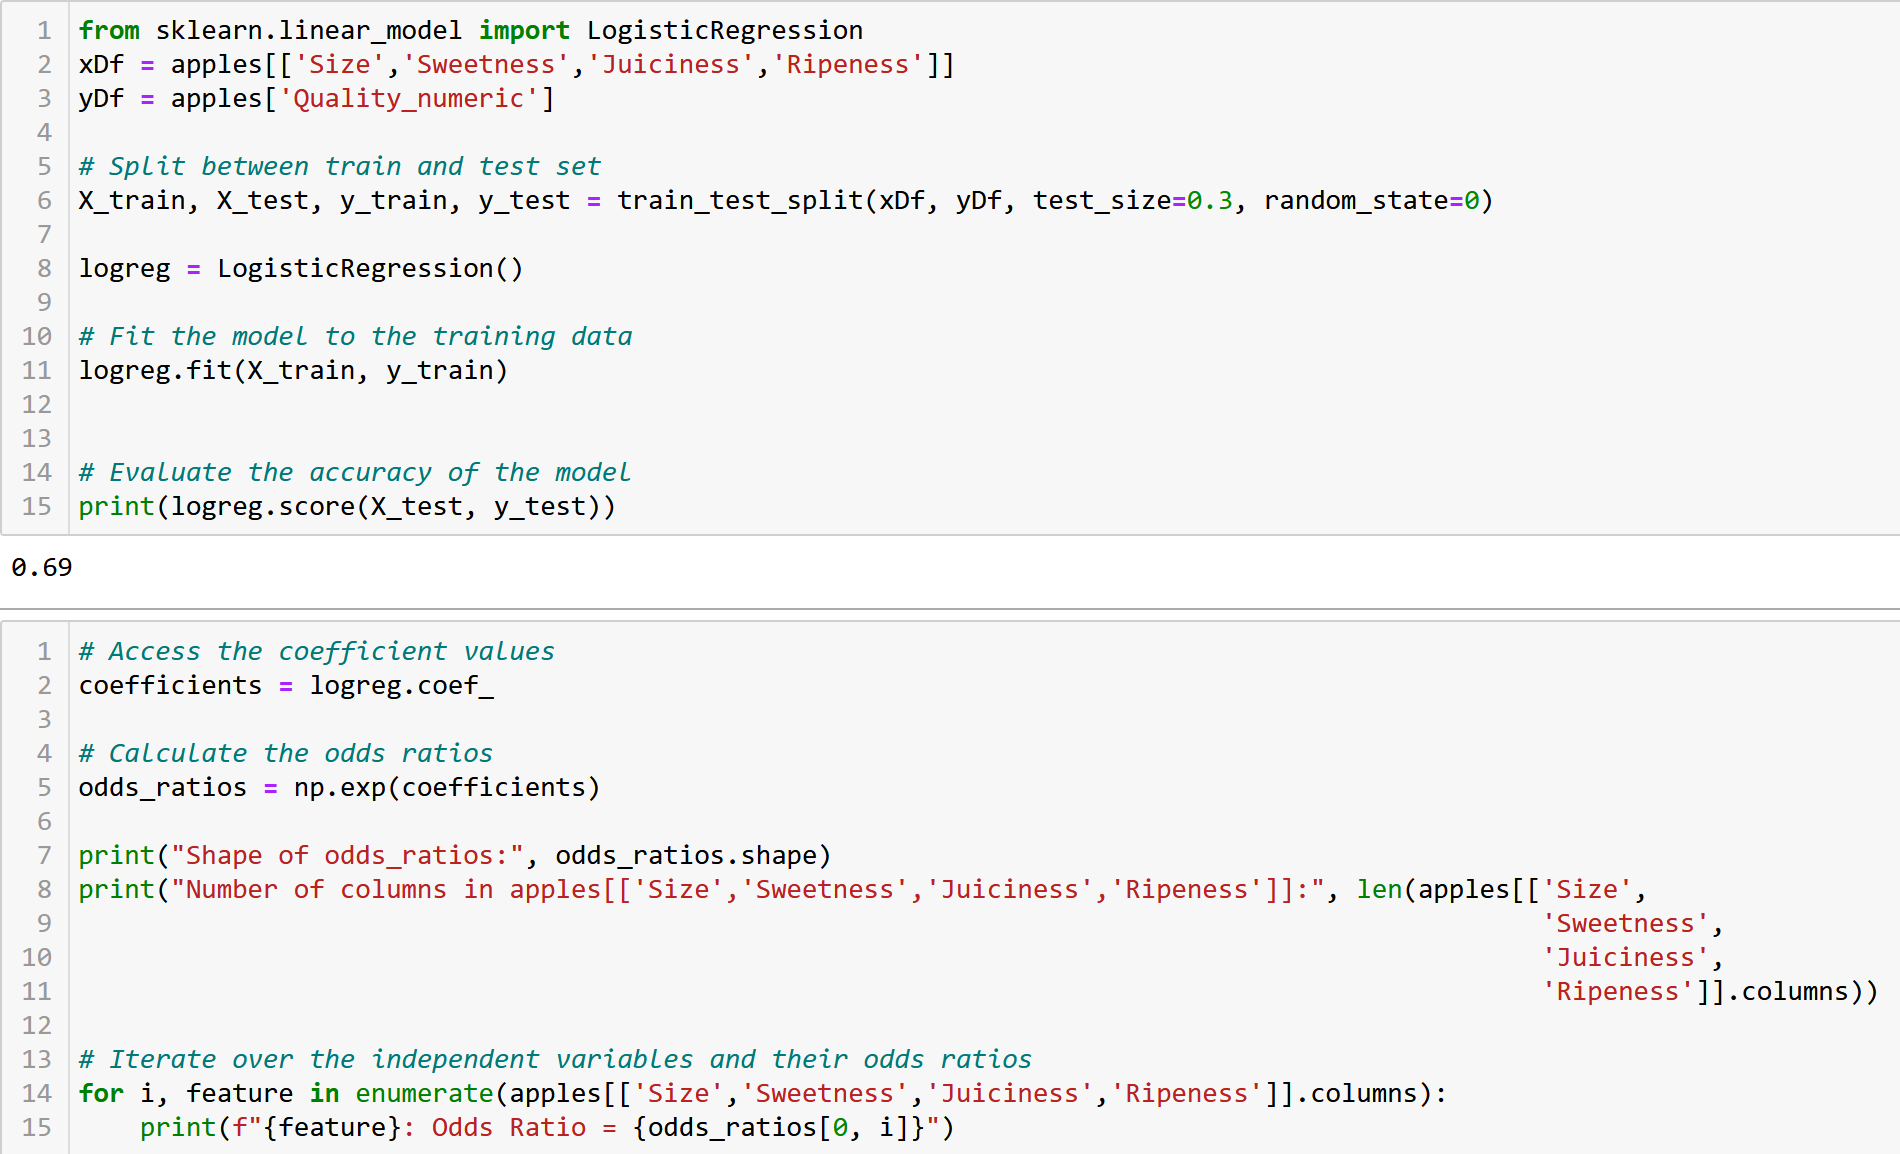 1 from sklearn.linear_model import LogisticRegression
2 xDf = apples[['Size','Sweetness','Juiciness','Ripeness']]
3 yDf = apples['Quality_numeric']
4
5 # Split between train and test set
6 X_train, X_test, y_train, y_test = train_test_split(xDf, yDf, test_size=0.3, random_state=0)
7
8 logreg = LogisticRegression()
9
10 # Fit the model to the training data
11 logreg.fit(X_train, y_train)
12
13
14 # Evaluate the accuracy of the model
15 print(logreg.score(X_test, y_test))
0.69
1 # Access the coefficient values
2 coefficients = logreg.coef_
3
4 # Calculate the odds ratios
5 odds_ratios = np.exp(coefficients)
6
7 print("Shape of odds_ratios:", odds_ratios.shape)
8 print("Number of columns in apples[['Size','Sweetness','Juiciness','Ripeness']]:", len(apples[['Size',
9 'Sweetness',
10 'Juiciness',
11 'Ripeness']].columns))
12
13 # Iterate over the independent variables and their odds ratios
14 for i, feature in enumerate(apples[['Size','Sweetness','Juiciness','Ripeness']].columns):
15     print(f"{feature}: Odds Ratio = {odds_ratios[0, i]}")